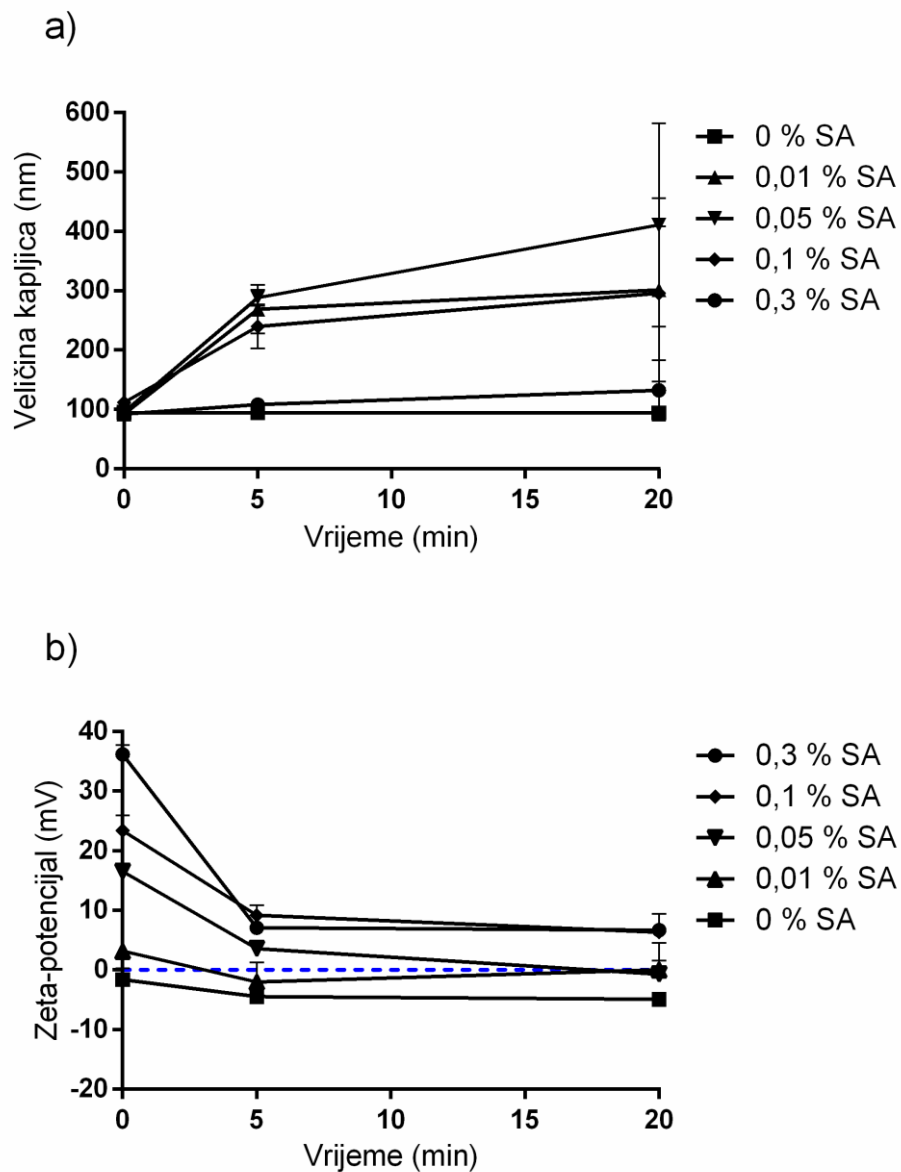 a)
Veličina kapljica (nm)
600
500
400
300
200
100
0
0 5 10 15 20
Vrijeme (min)
0 % SA
0,01 % SA
0,05 % SA
0,1 % SA
0,3 % SA
b)
Zeta-potencijal (mV)
40
30
20
10
0
-10
-20
0 5 10 15 20
Vrijeme (min)
0,3 % SA
0,1 % SA
0,05 % SA
0,01 % SA
0 % SA